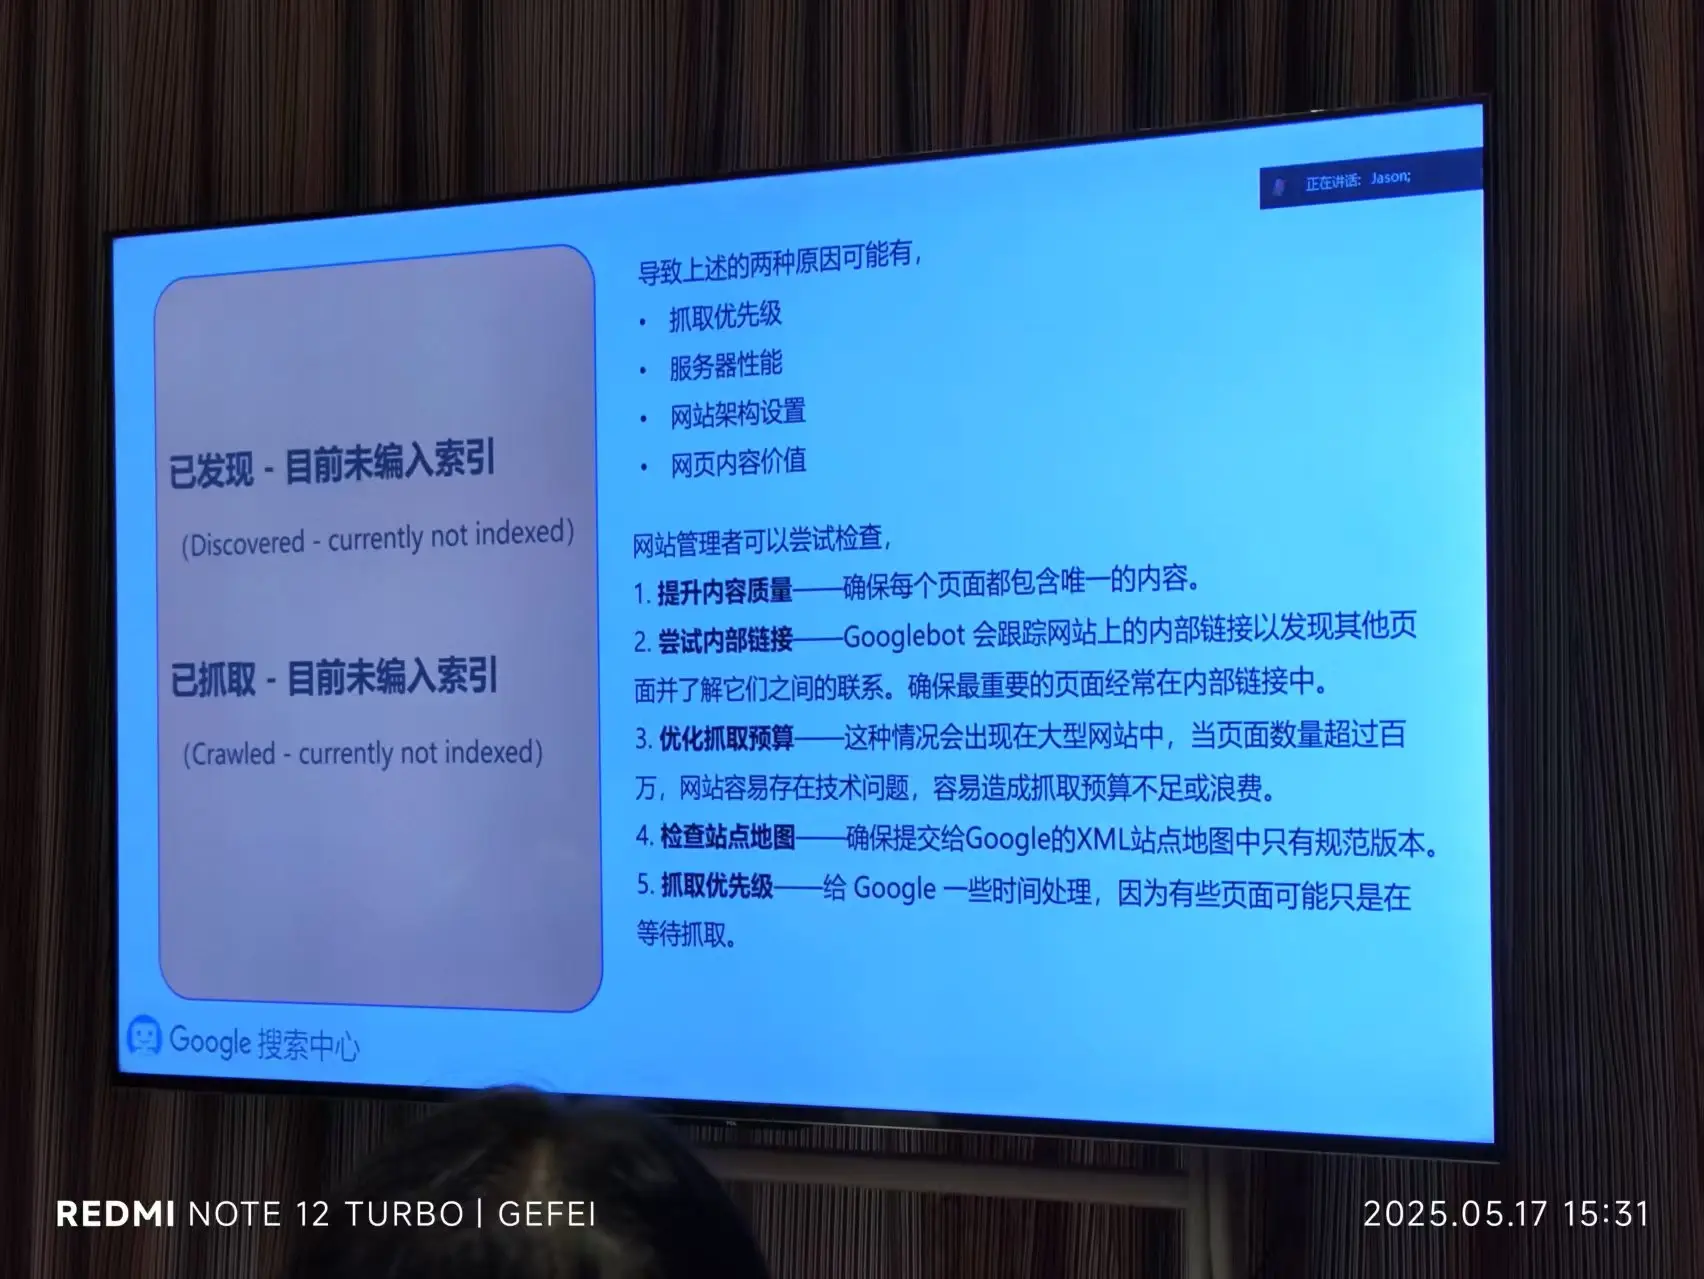 正在讲话: Jason;
已发现 - 目前未编入索引
(Discovered - currently not indexed)
已抓取 - 目前未编入索引
(Crawled - currently not indexed)
Google 搜索中心
导致上述的两种原因可能有，
• 抓取优先级
• 服务器性能
• 网站架构设置
• 网页内容价值
网站管理者可以尝试检查，
1. 提升内容质量——确保每个页面都包含唯一的内容。
2. 尝试内部链接——Googlebot 会跟踪网站上的内部链接以发现其他页
面并了解它们之间的联系。确保最重要的页面经常在内部链接中。
3. 优化抓取预算——这种情况会出现在大型网站中，当页面数量超过百
万，网站容易存在技术问题，容易造成抓取预算不足或浪费。
4. 检查站点地图——确保提交给Google的XML站点地图中只有规范版本。
5. 抓取优先级——给 Google 一些时间处理，因为有些页面可能只是在
等待抓取。
REDMI NOTE 12 TURBO | GEFEI
2025.05.17 15:31